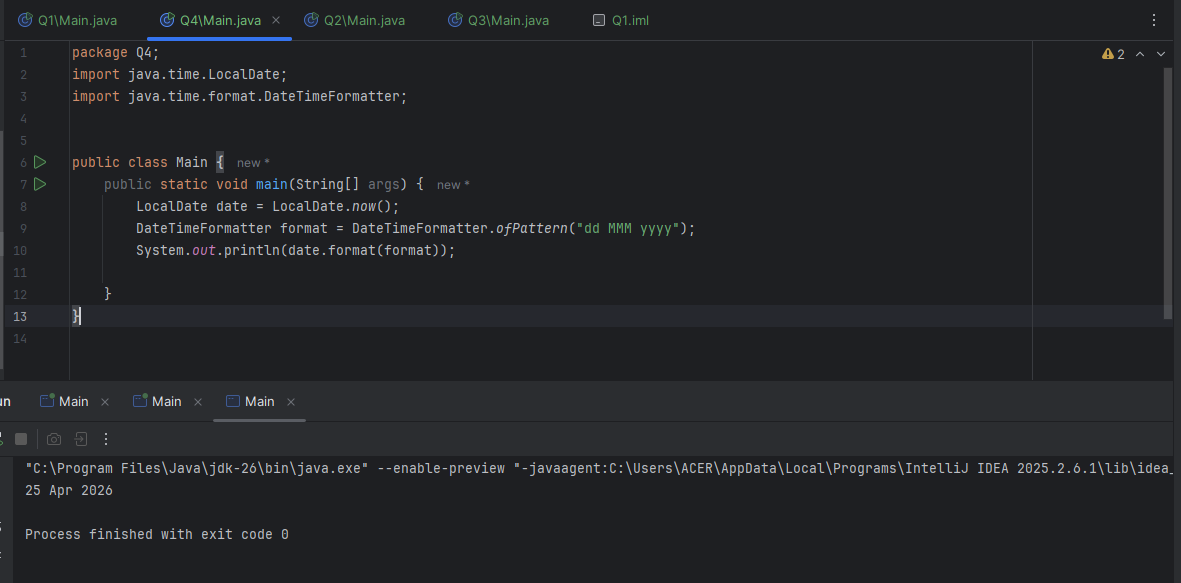 Q1\Main.java Q4\Main.java Q2\Main.java Q3\Main.java Q1.iml
1 package Q4; 2
2 import java.time.LocalDate;
3 import java.time.format.DateTimeFormatter;
4
5
6 public class Main { new *
7 public static void main(String[] args) { new *
8 LocalDate date = LocalDate.now();
9 DateTimeFormatter format = DateTimeFormatter.ofPattern("dd MMM yyyy");
10 System.out.println(date.format(format));
11
12 }
13 }
14
un Main Main Main
"C:\Program Files\Java\jdk-26\bin\java.exe" --enable-preview "-javaagent:C:\Users\ACER\AppData\Local\Programs\IntelliJ IDEA 2025.2.6.1\lib\idea_
25 Apr 2026
Process finished with exit code 0